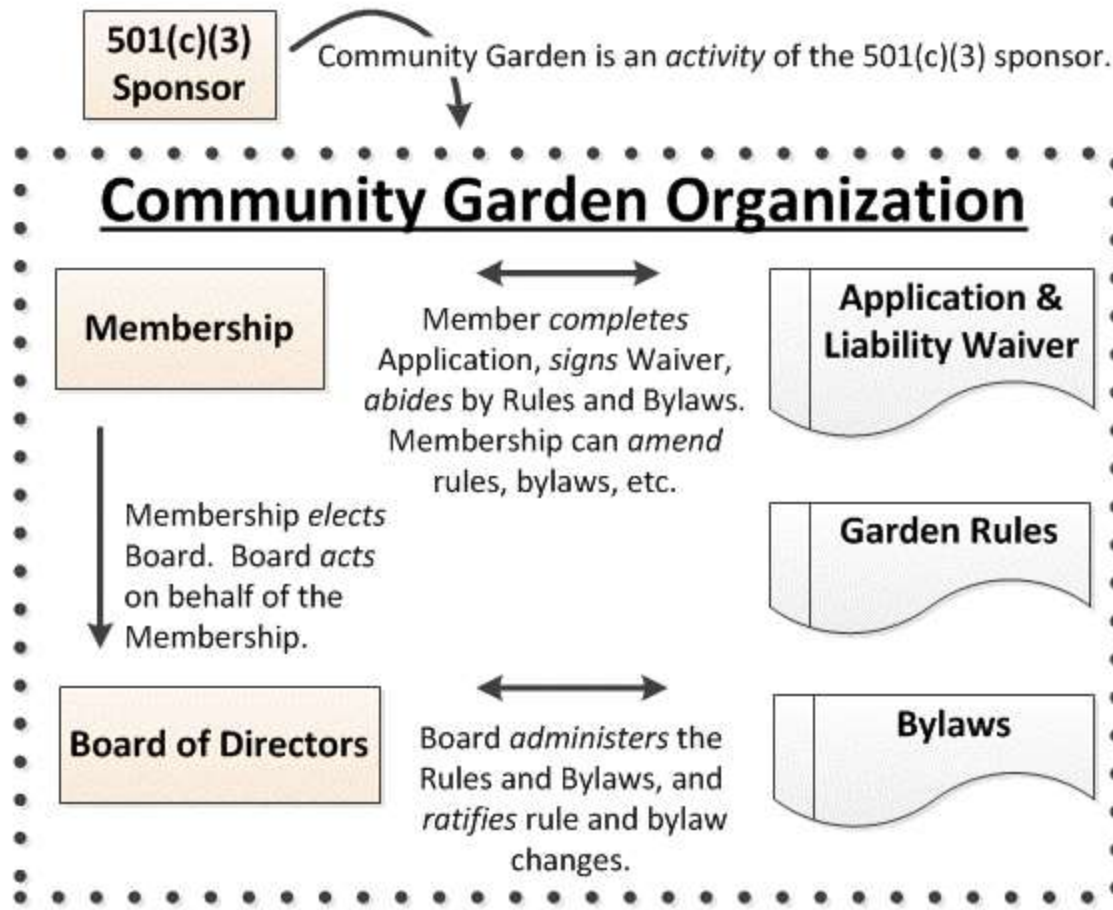 501(c)(3)
Sponsor
Community Garden is an activity of the 501(c)(3) sponsor.
Community Garden Organization
Membership
Member completes
Application, signs Waiver,
abides by Rules and Bylaws.
Membership can amend
rules, bylaws, etc.
Application &
Liability Waiver
Membership elects
Board.  Board acts
on behalf of the
Membership.
Garden Rules
Board of Directors
Board administers the
Rules and Bylaws, and
ratifies rule and bylaw
changes.
Bylaws